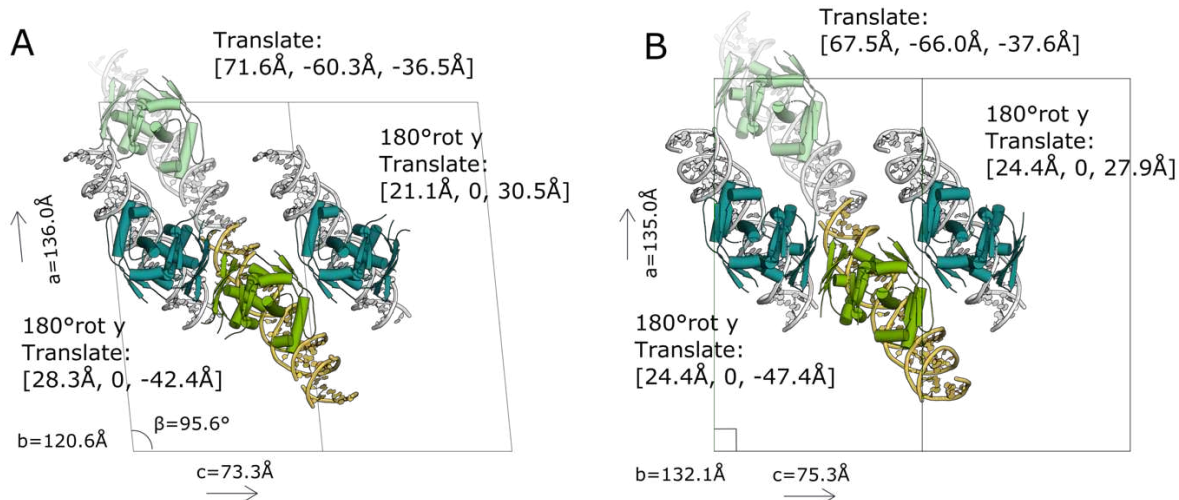 A
Translate:
[71.6Å, -60.3Å, -36.5Å]
180°rot y
Translate:
[21.1Å, 0, 30.5Å]
a=136.0Å
180°rot y
Translate:
[28.3Å, 0, -42.4Å]
β=95.6°
b=120.6Å
c=73.3Å
B
Translate:
[67.5Å, -66.0Å, -37.6Å]
180°rot y
Translate:
[24.4Å, 0, 27.9Å]
a=135.0Å
180°rot y
Translate:
[24.4Å, 0, -47.4Å]
b=132.1Å
c=75.3Å